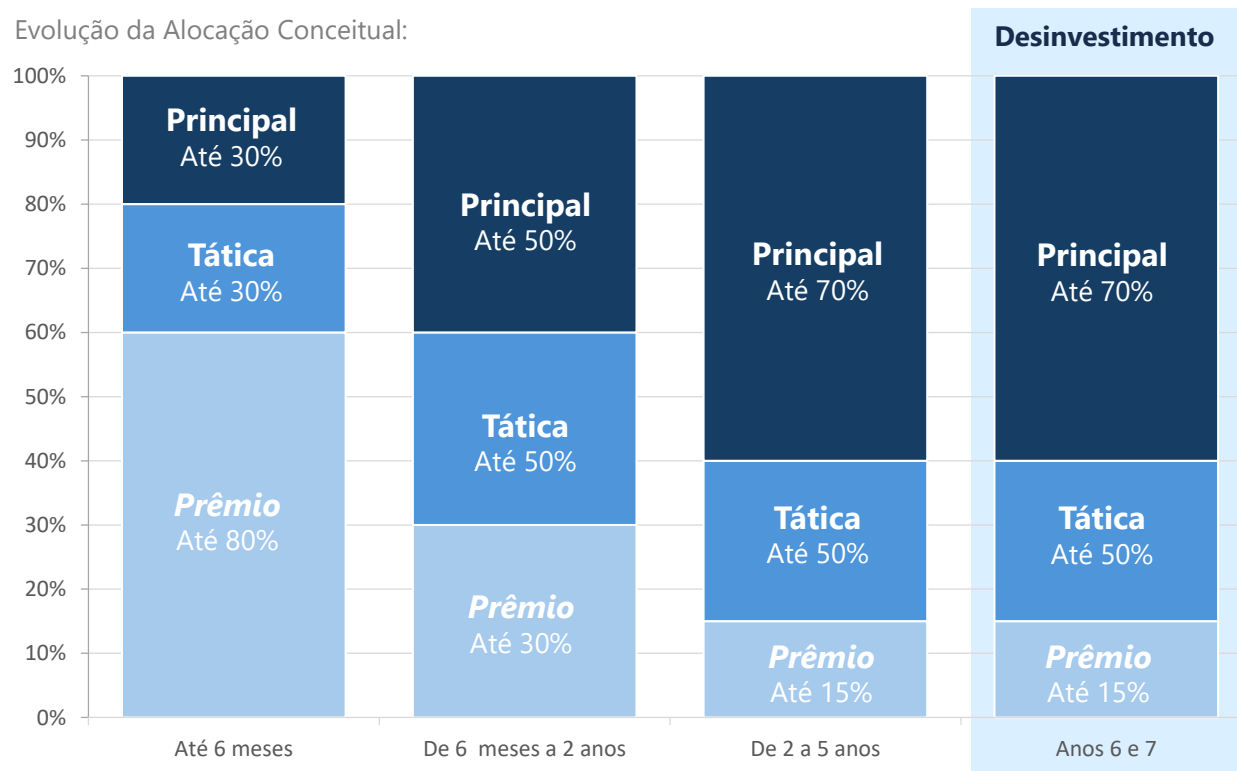 Evolução da Alocação Conceitual:
Desinvestimento
100%
90%
80%
70%
60%
50%
40%
30%
20%
10%
0%
Principal
Até 30%
Tática
Até 30%
Prêmio
Até 80%
Até 6 meses
Principal
Até 50%
Tática
Até 50%
Prêmio
Até 30%
De 6 meses a 2 anos
Principal
Até 70%
Tática
Até 50%
Prêmio
Até 15%
De 2 a 5 anos
Principal
Até 70%
Tática
Até 50%
Prêmio
Até 15%
Anos 6 e 7